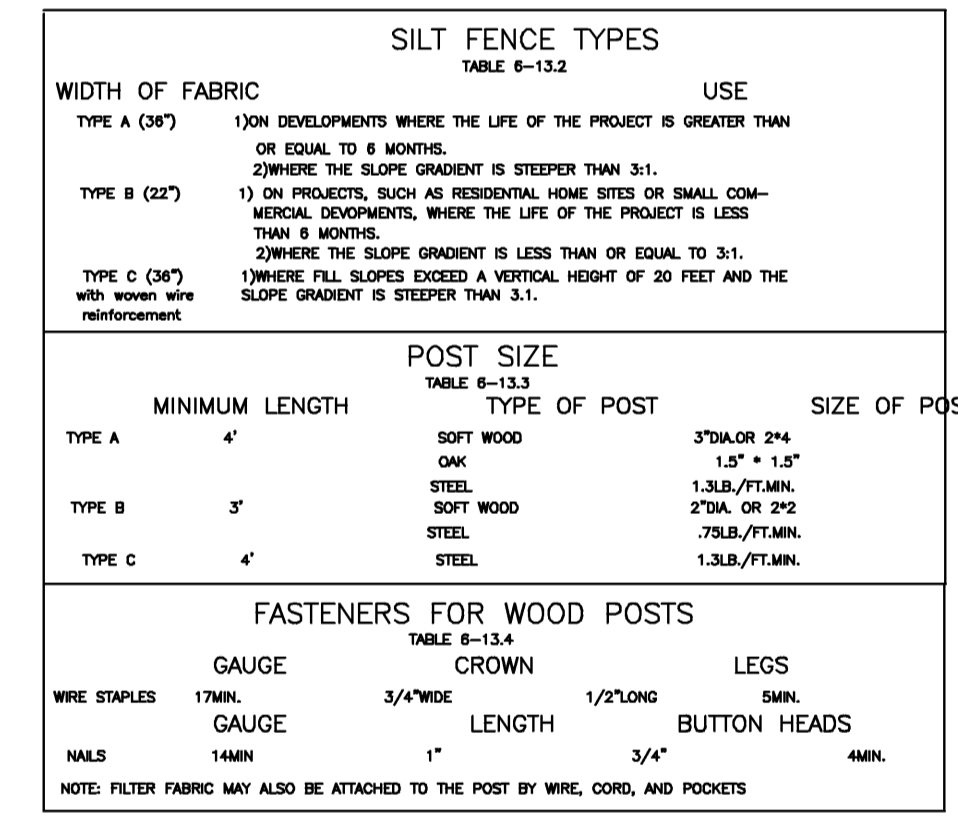 SILT FENCE TYPES
TABLE 6-13.2
WIDTH OF FABRIC USE
TYPE A (36") 1)ON DEVELOPMENTS WHERE THE LIFE OF THE PROJECT IS GREATER THAN
OR EQUAL TO 6 MONTHS.
2)WHERE THE SLOPE GRADIENT IS STEEPER THAN 3:1.
TYPE B (22") 1) ON PROJECTS, SUCH AS RESIDENTIAL HOME SITES OR SMALL COM-
MERCIAL DEVOPMENTS, WHERE THE LIFE OF THE PROJECT IS LESS
THAN 6 MONTHS.
2)WHERE THE SLOPE GRADIENT IS LESS THAN OR EQUAL TO 3:1.
TYPE C (36") 1)WHERE FILL SLOPES EXCEED A VERTICAL HEIGHT OF 20 FEET AND THE
with woven wire SLOPE GRADIENT IS STEEPER THAN 3.1.
reinforcement
POST SIZE
TABLE 6-13.3
MINIMUM LENGTH TYPE OF POST SIZE OF POS
TYPE A 4' SOFT WOOD 3"DIA.OR 2*4
OAK 1.5" * 1.5"
STEEL 1.3LB./FT.MIN.
TYPE B 3' SOFT WOOD 2"DIA. OR 2*2
STEEL .75LB./FT.MIN.
TYPE C 4' STEEL 1.3LB./FT.MIN.
FASTENERS FOR WOOD POSTS
TABLE 6-13.4
GAUGE CROWN LEGS
WIRE STAPLES 17MIN. 3/4"WIDE 1/2"LONG 5MIN.
GAUGE LENGTH BUTTON HEADS
NAILS 14MIN 1" 3/4" 4MIN.
NOTE: FILTER FABRIC MAY ALSO BE ATTACHED TO THE POST BY WIRE, CORD, AND POCKETS